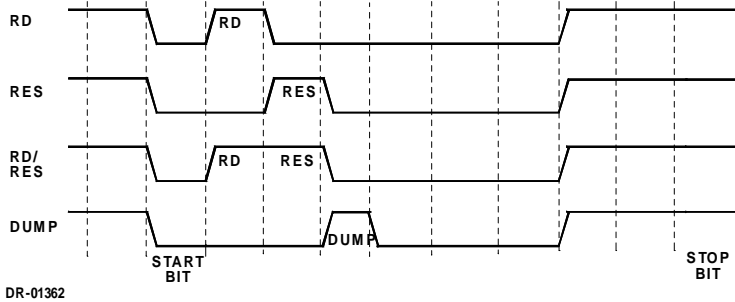 RD
RD
RES
RES
RD/
RES
RD
RES
DUMP
DUMP
START
BIT
STOP
BIT
DR-01362